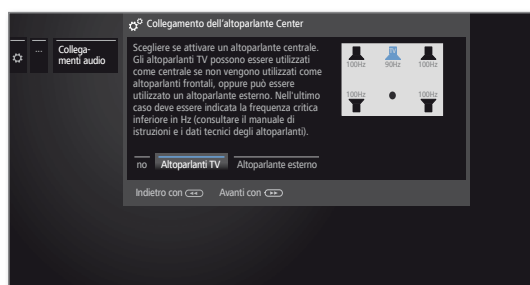 Collegamento dell'altoparlante Center
...
Collega-
menti audio
Scegliere se attivare un altoparlante centrale.
Gli altoparlanti TV possono essere utilizzati
come centrale se non vengono utilizzati come
altoparlanti frontali, oppure può essere
utilizzato un altoparlante esterno. Nell'ultimo
caso deve essere indicata la frequenza critica
inferiore in Hz (consultare il manuale di
istruzioni e i dati tecnici degli altoparlanti).
TV
100Hz 90Hz 100Hz
100Hz 100Hz
no Altoparlanti TV Altoparlante esterno
Indietro con Avanti con